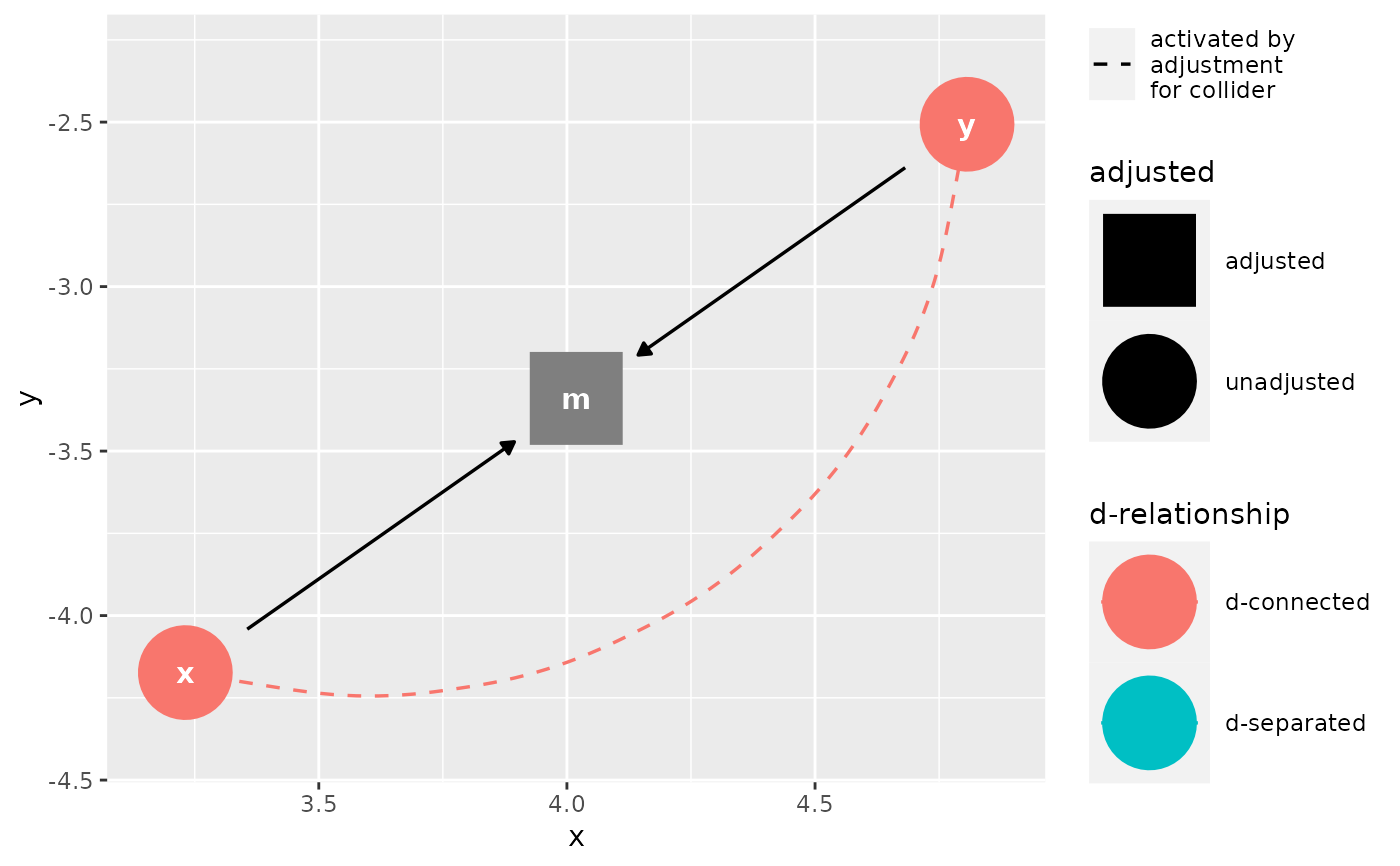 -2.5
-3.0
-3.5
-4.0
-4.5
y
y
m
x
3.5
4.0
4.5
x
activated by
adjustment
for collider
adjusted
adjusted
unadjusted
d-relationship
d-connected
d-separated